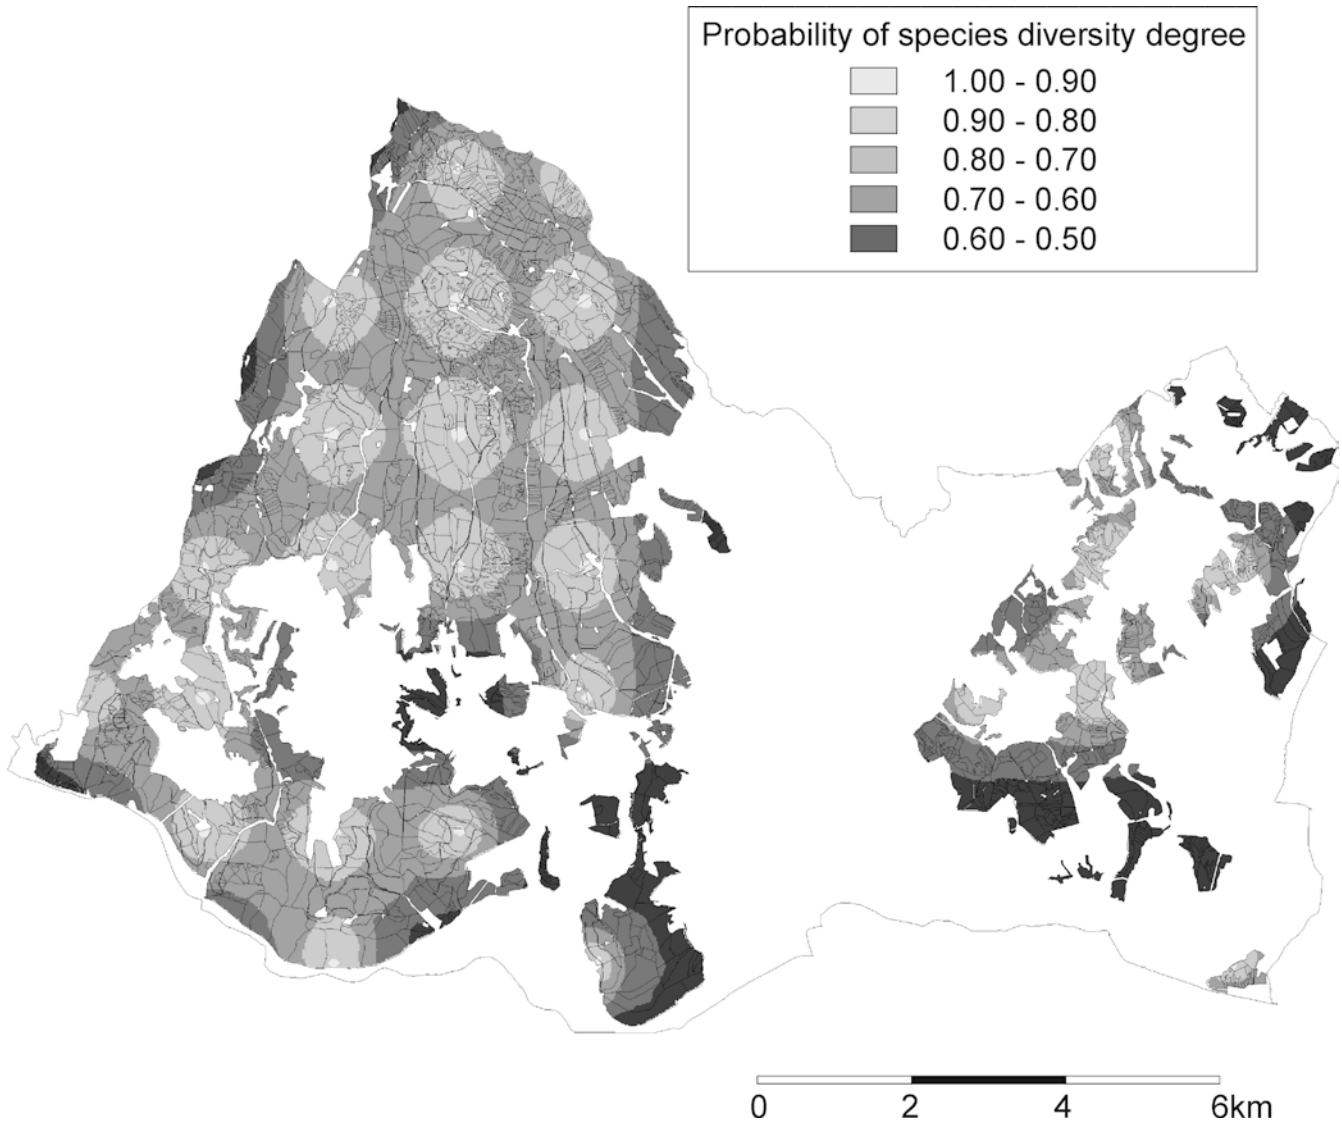 Probability of species diversity degree
1.00 - 0.90
0.90 - 0.80
0.80 - 0.70
0.70 - 0.60
0.60 - 0.50
0 2 4 6km